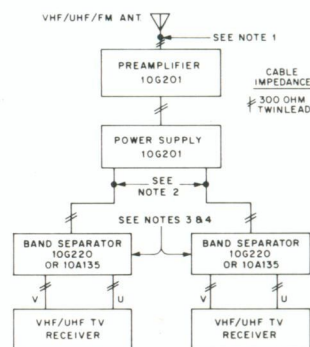 VHF/UHF/FM ANT.
SEE NOTE 1
PREAMPLIFIER
10G201
CABLE
IMPEDANCE
300 OHM
TWINLEAD
POWER SUPPLY
10G201
SEE
NOTE 2
SEE NOTES 3 & 4
BAND SEPARATOR
10G220
OR 10A135
BAND SEPARATOR
10G220
OR 10A135
V U
V U
VHF/UHF TV
RECEIVER
VHF/UHF TV
RECEIVER